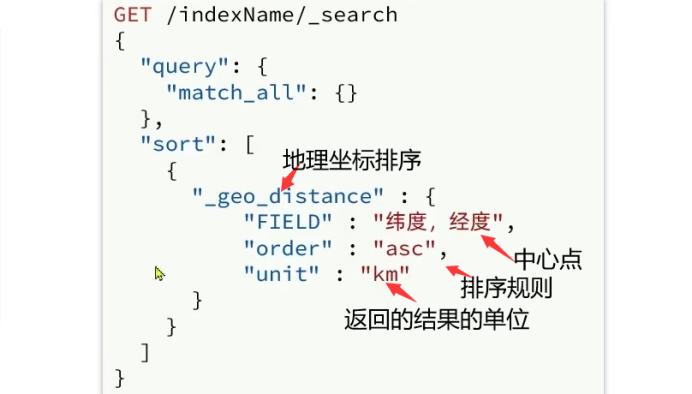 GET /indexName/_search
{
"query": {
"match_all": {}
},
"sort": [
地理坐标排序
{
"_geo_distance" : {
"FIELD" : "纬度，经度",
"order" : "asc",
中心点
"unit" : "km"
排序规则
}
返回的结果的单位
}
]
}